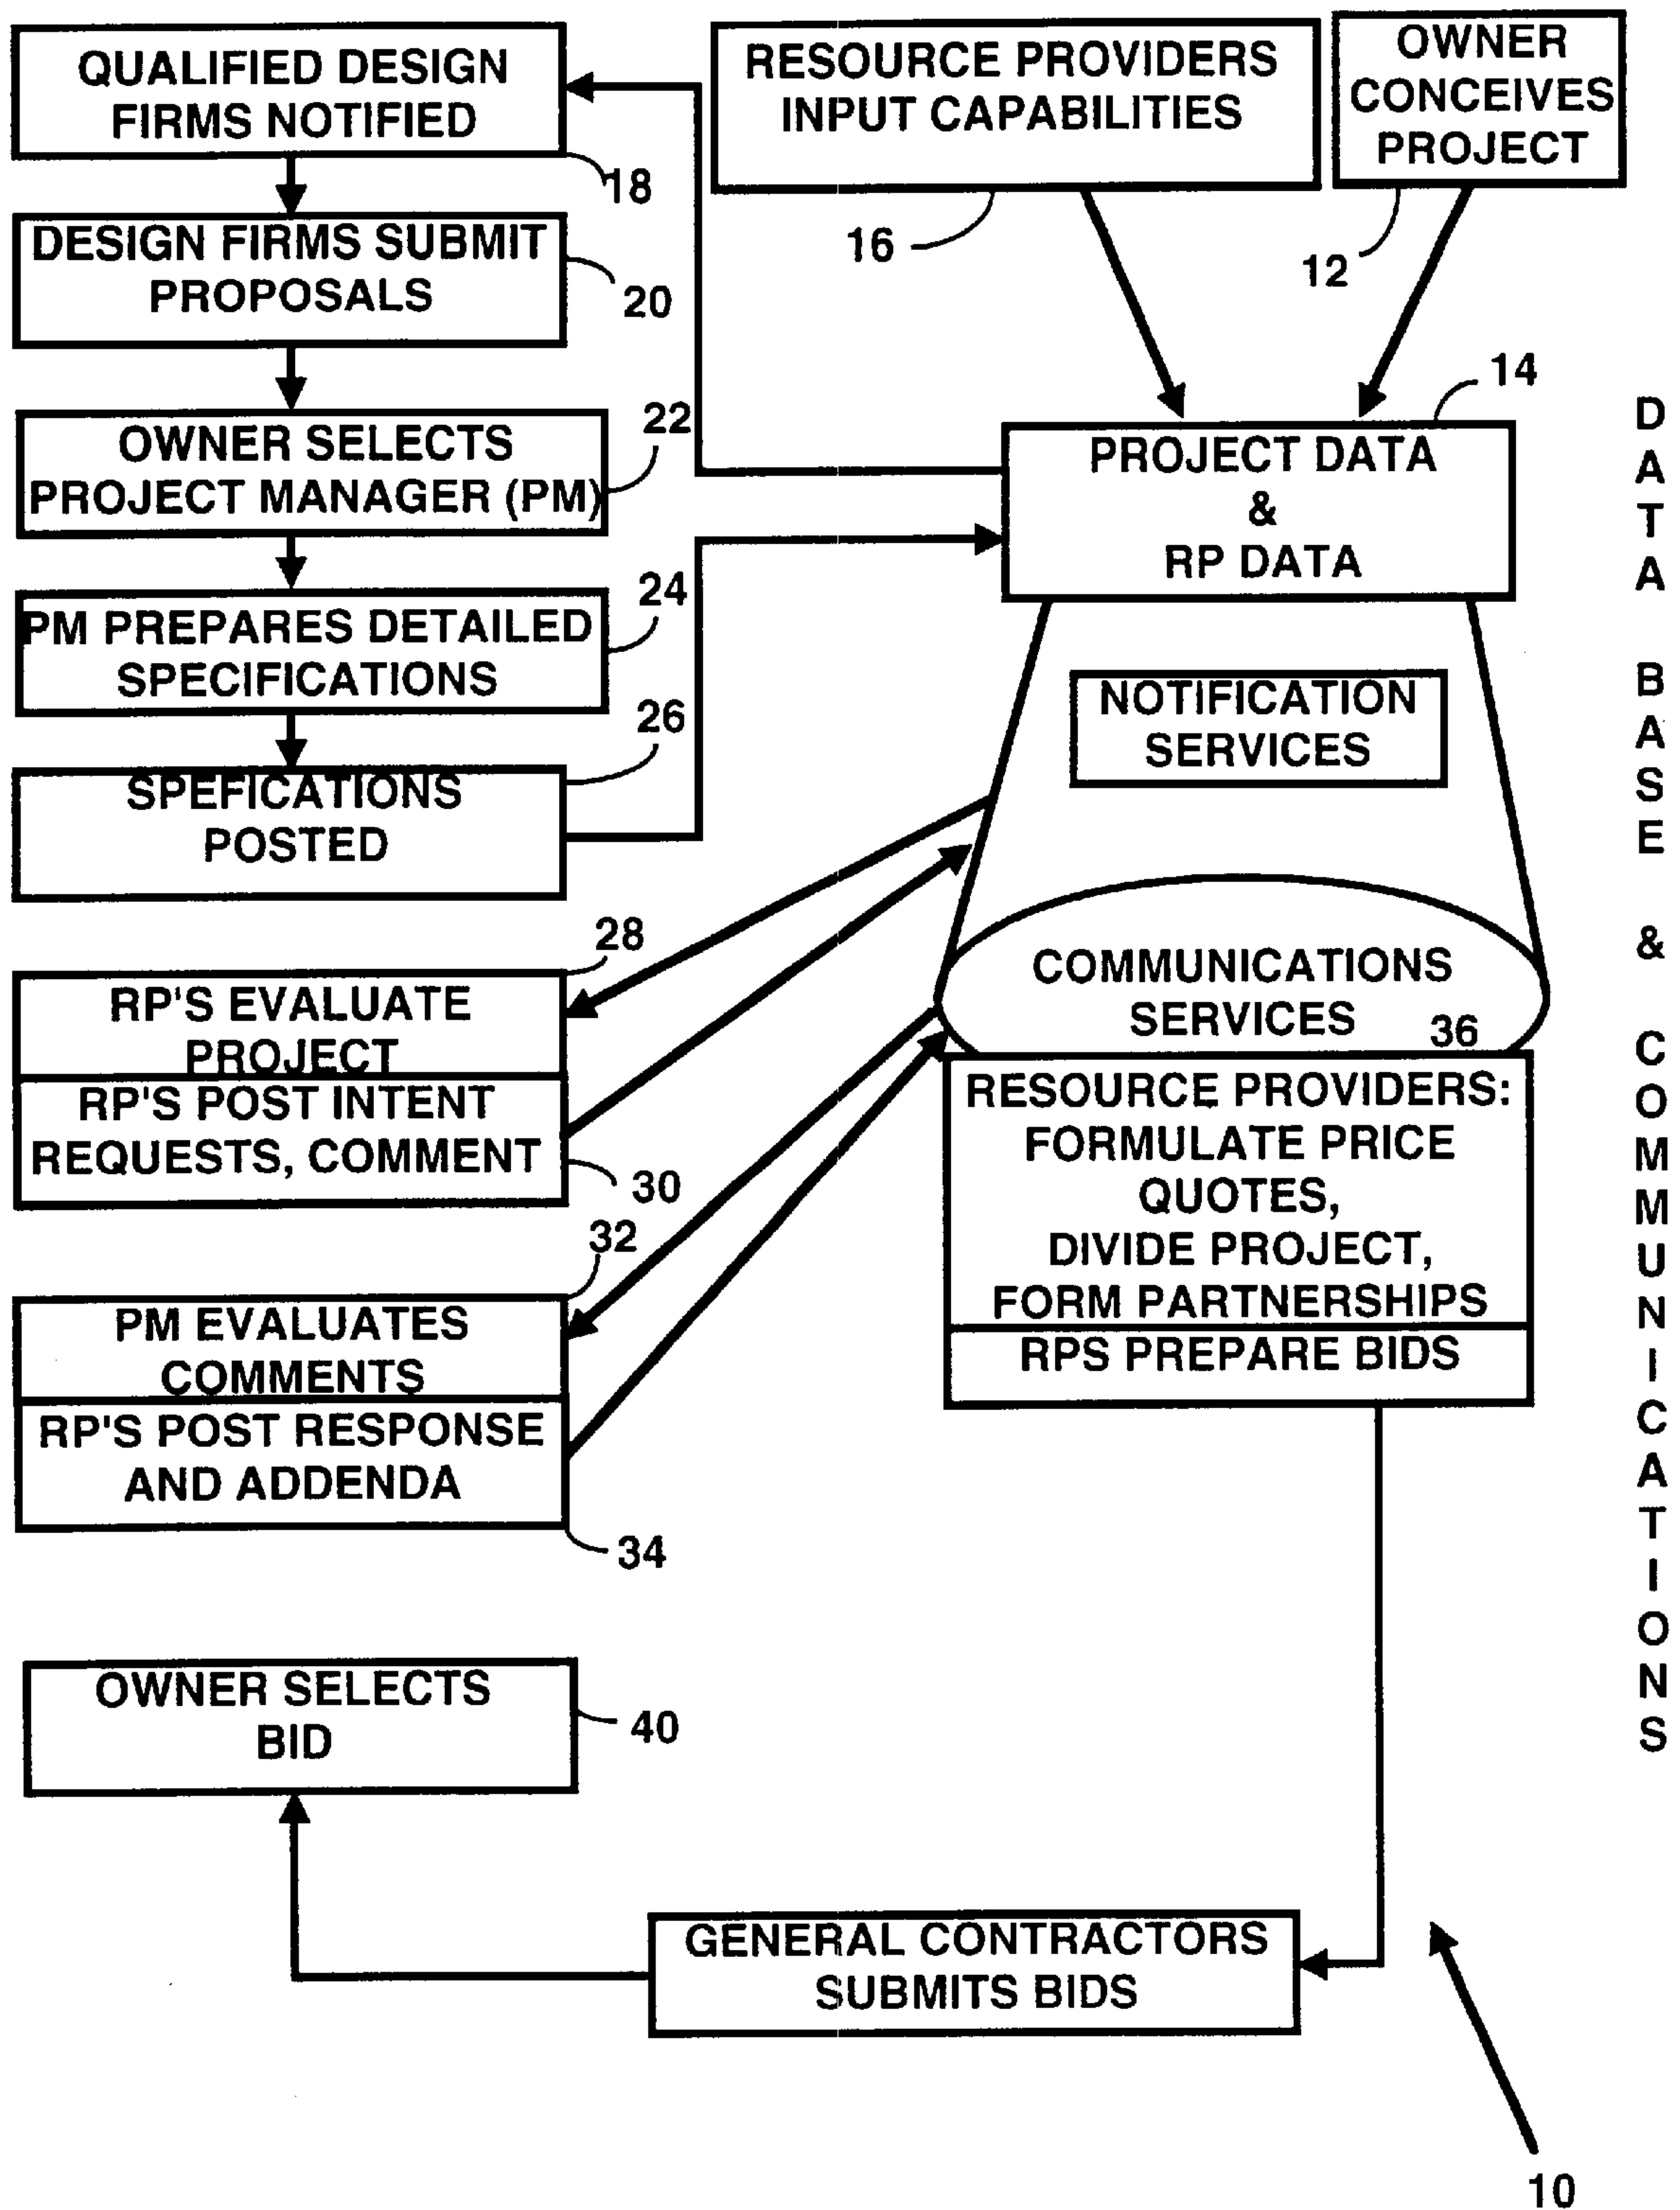 QUALIFIED DESIGN
FIRMS NOTIFIED
18
RESOURCE PROVIDERS
INPUT CAPABILITIES
16
OWNER
CONCEIVES
PROJECT
12
DESIGN FIRMS SUBMIT
PROPOSALS
20
OWNER SELECTS
PROJECT MANAGER (PM)
22
PM PREPARES DETAILED
SPECIFICATIONS
24
SPEFICATIONS
POSTED
26
14
PROJECT DATA
&
RP DATA
NOTIFICATION
SERVICES
COMMUNICATIONS
SERVICES
36
RESOURCE PROVIDERS:
FORMULATE PRICE
QUOTES,
DIVIDE PROJECT,
FORM PARTNERSHIPS
RPS PREPARE BIDS
28
RP'S EVALUATE
PROJECT
RP'S POST INTENT
REQUESTS, COMMENT
30
32
PM EVALUATES
COMMENTS
RP'S POST RESPONSE
AND ADDENDA
34
OWNER SELECTS
BID
40
GENERAL CONTRACTORS
SUBMITS BIDS
10
DATA BASE & COMMUNICATIONS